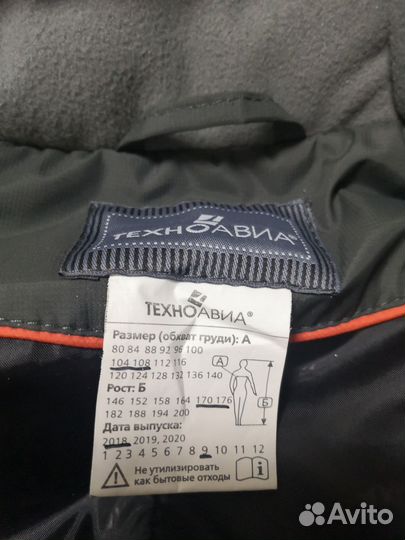 ТЕХНОАВИА®
ТЕХНОАВИА®
Размер (обхват груди): А
80 84 88 92 96 100
104 108 112 116
120 124 128 132 136 140
Рост: Б
146 152 158 164 170 176
182 188 194 200
Дата выпуска:
2018, 2019, 2020
1 2 3 4 5 6 7 8 9 10 11 12
Не утилизировать
как бытовые отходы
А
Б
i
Avito